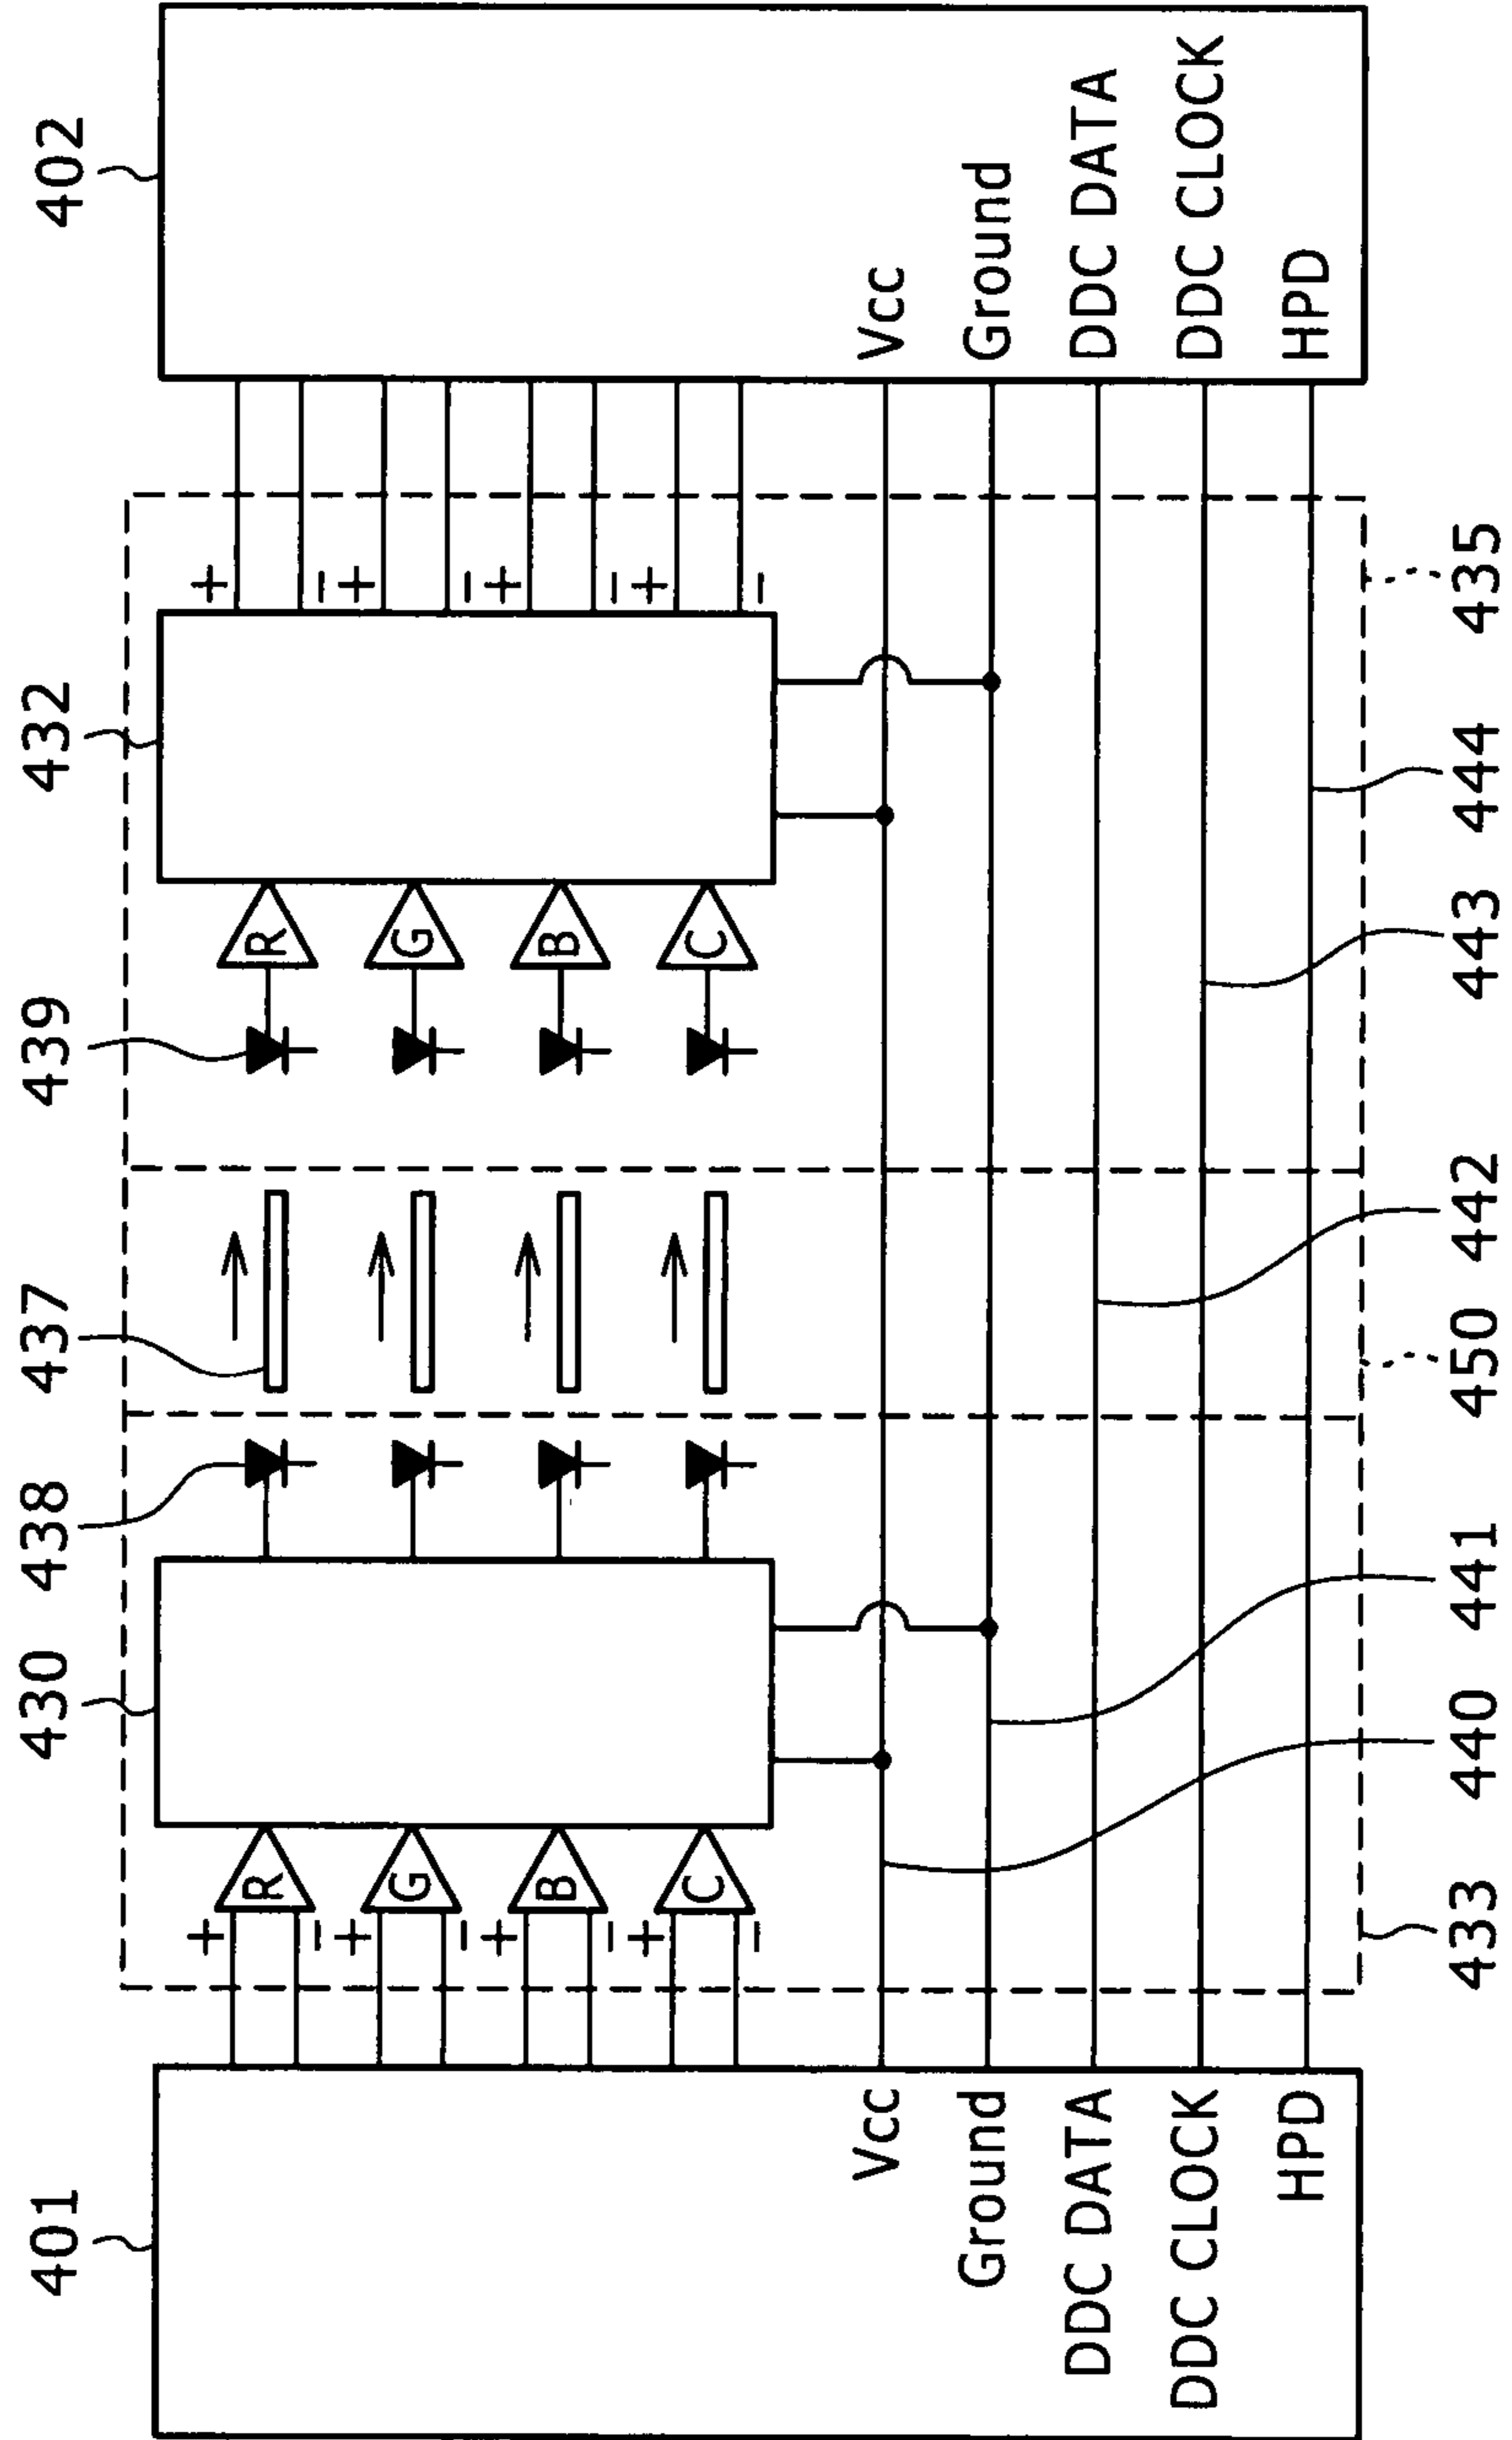 401
430
438
437
439
432
402
+
−
+
−
+
−
+
−
R
G
B
C
R
G
B
C
+
−
+
−
+
−
+
−
Vcc
Vcc
Ground
Ground
DDC DATA
DDC DATA
DDC CLOCK
DDC CLOCK
HPD
HPD
433
440
441
450
442
443
444
435